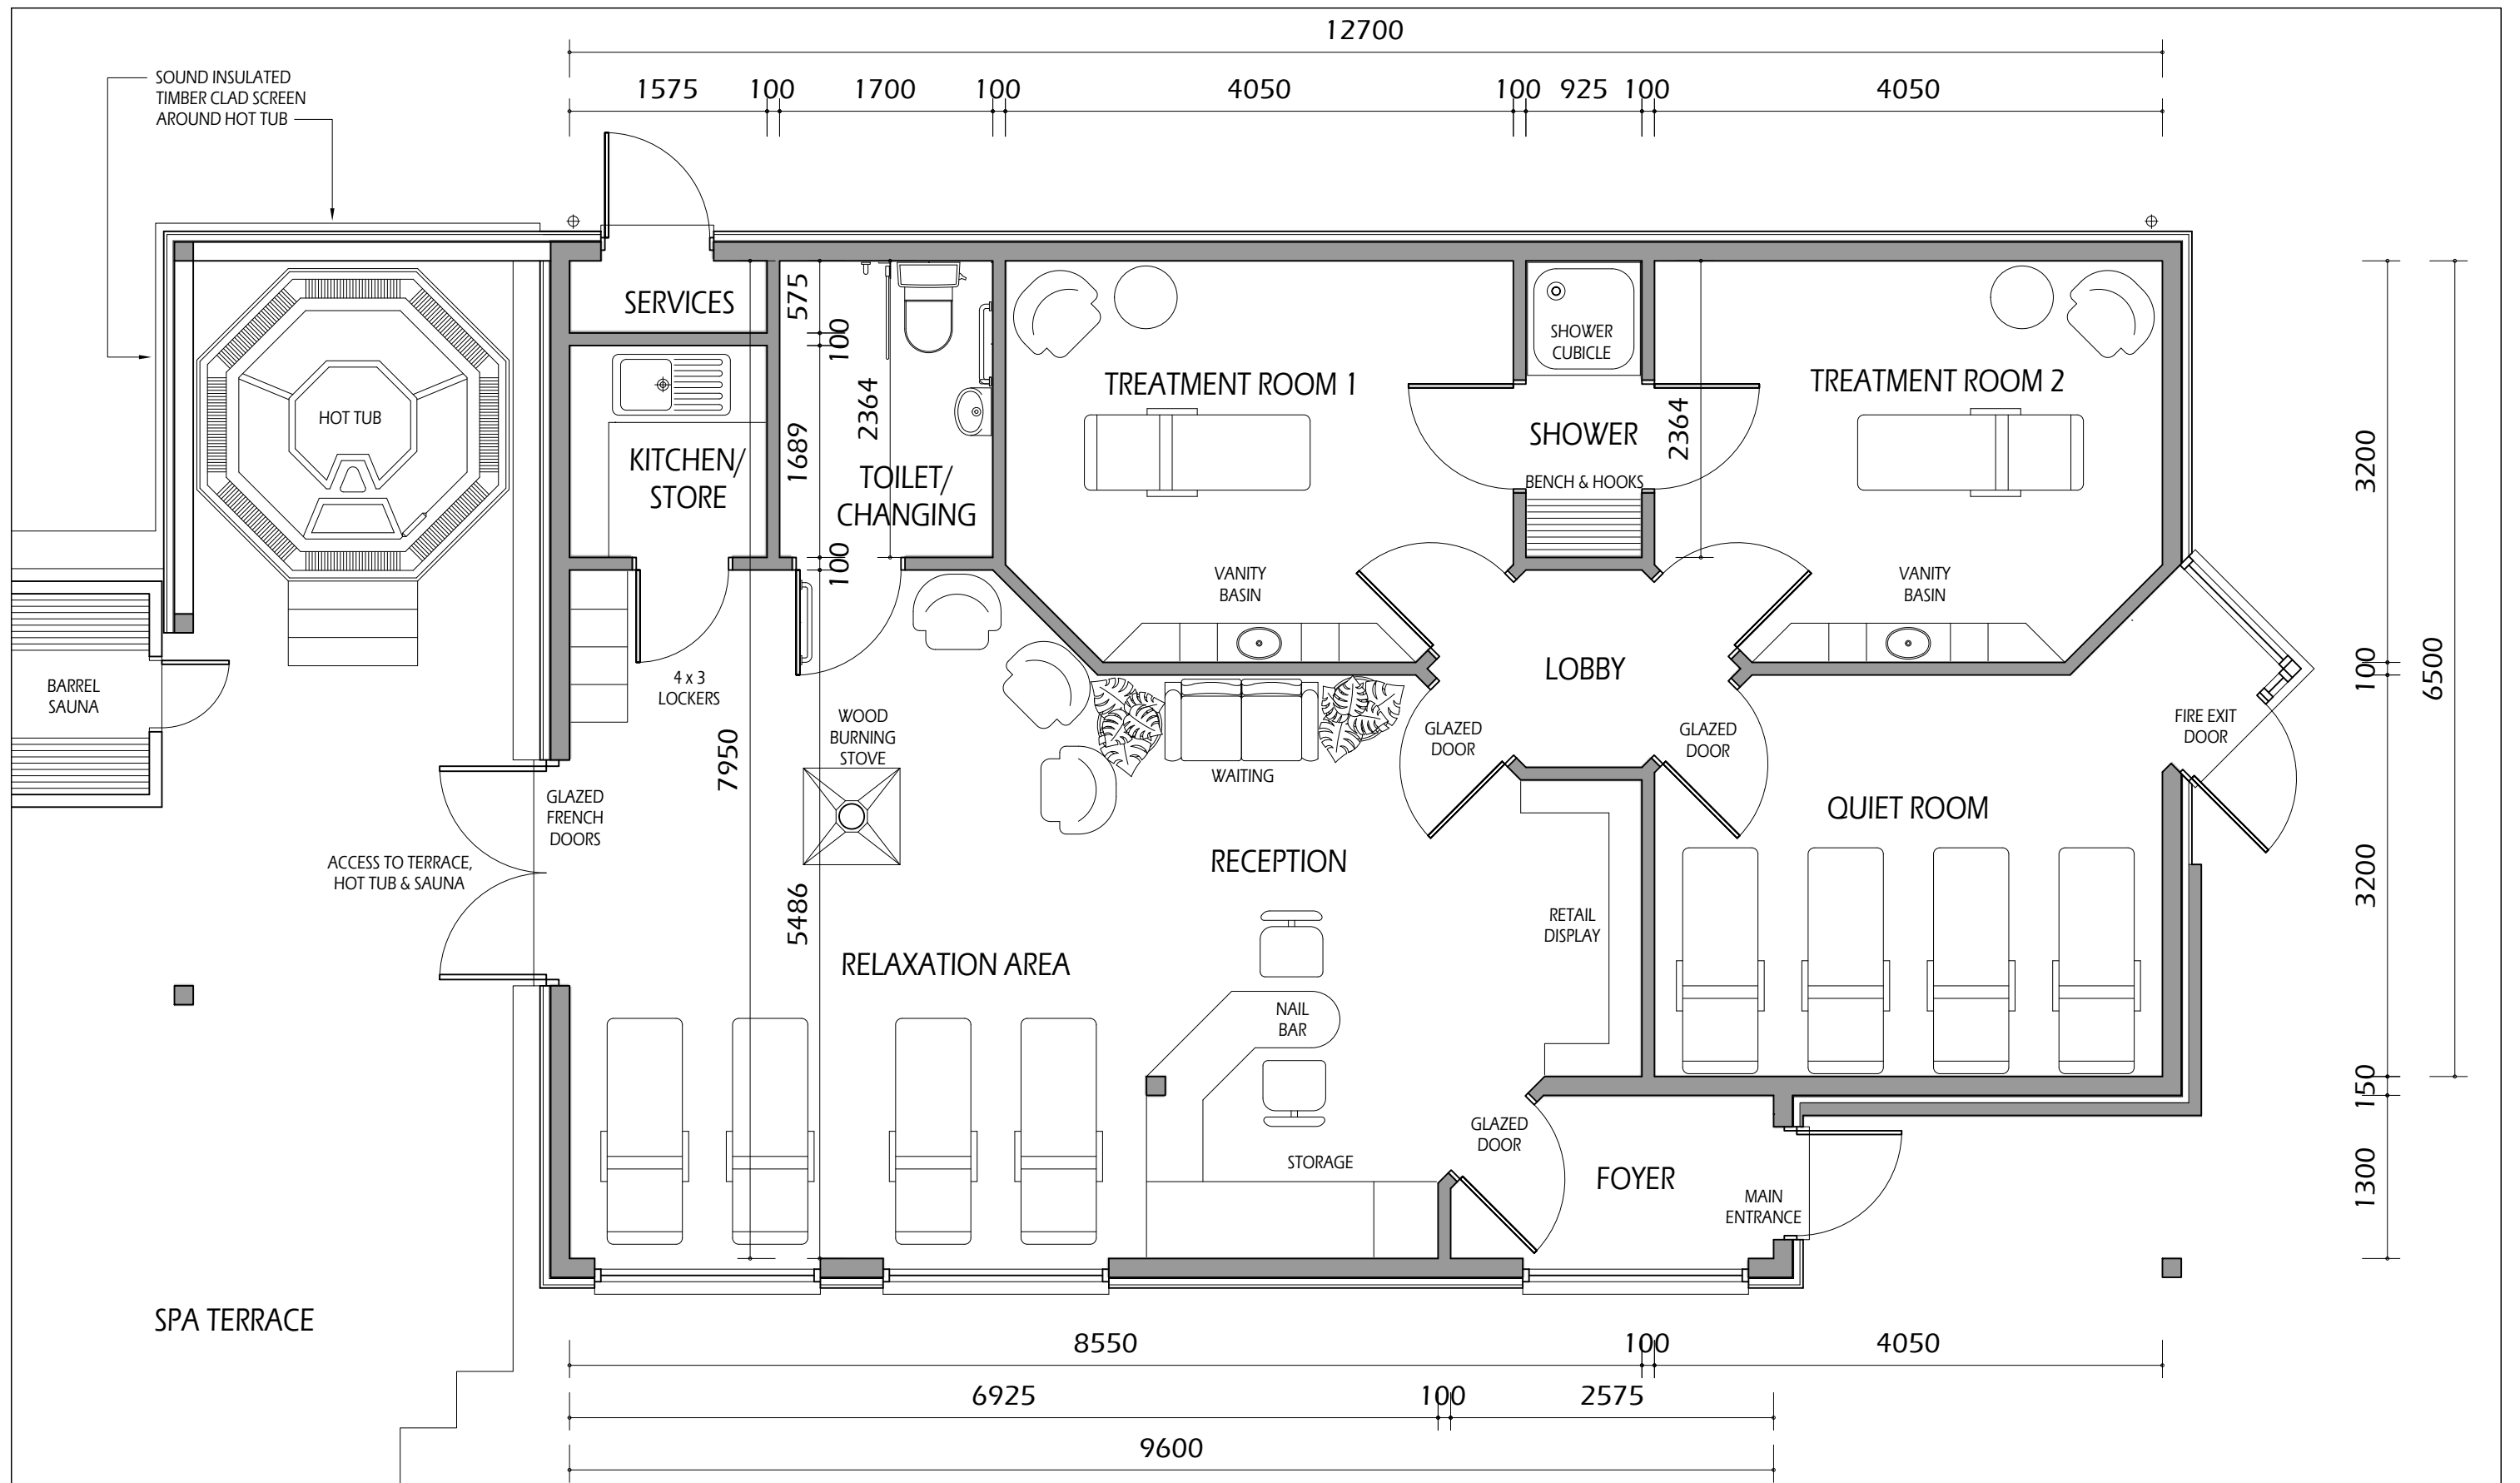 12700
1575 100 1700 100 4050 100 925 100 4050
SOUND INSULATED
TIMBER CLAD SCREEN
AROUND HOT TUB
SERVICES
575
100
2364
1689
100
KITCHEN/
STORE
TOILET/
CHANGING
HOT TUB
TREATMENT ROOM 1
SHOWER
CUBICLE
SHOWER
BENCH & HOOKS
2364
TREATMENT ROOM 2
3200
100
6500
3200
150
1300
VANITY
BASIN
VANITY
BASIN
BARREL
SAUNA
4 x 3
LOCKERS
7950
WOOD
BURNING
STOVE
WAITING
GLAZED
DOOR
LOBBY
GLAZED
DOOR
FIRE EXIT
DOOR
GLAZED
FRENCH
DOORS
ACCESS TO TERRACE,
HOT TUB & SAUNA
5486
RECEPTION
QUIET ROOM
RELAXATION AREA
RETAIL
DISPLAY
NAIL
BAR
STORAGE
GLAZED
DOOR
FOYER
MAIN
ENTRANCE
SPA TERRACE
8550 100 4050
6925 100 2575
9600